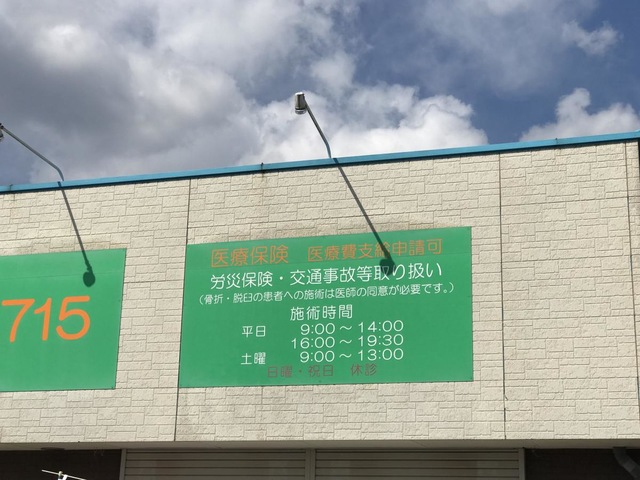 715
医療保険　医療費支給申請可
労災保険・交通事故等取り扱い
（骨折・脱臼の患者への施術は医師の同意が必要です。）
施術時間
平日　9:00～14:00
16:00～19:30
土曜　9:00～13:00
日曜・祝日　休診